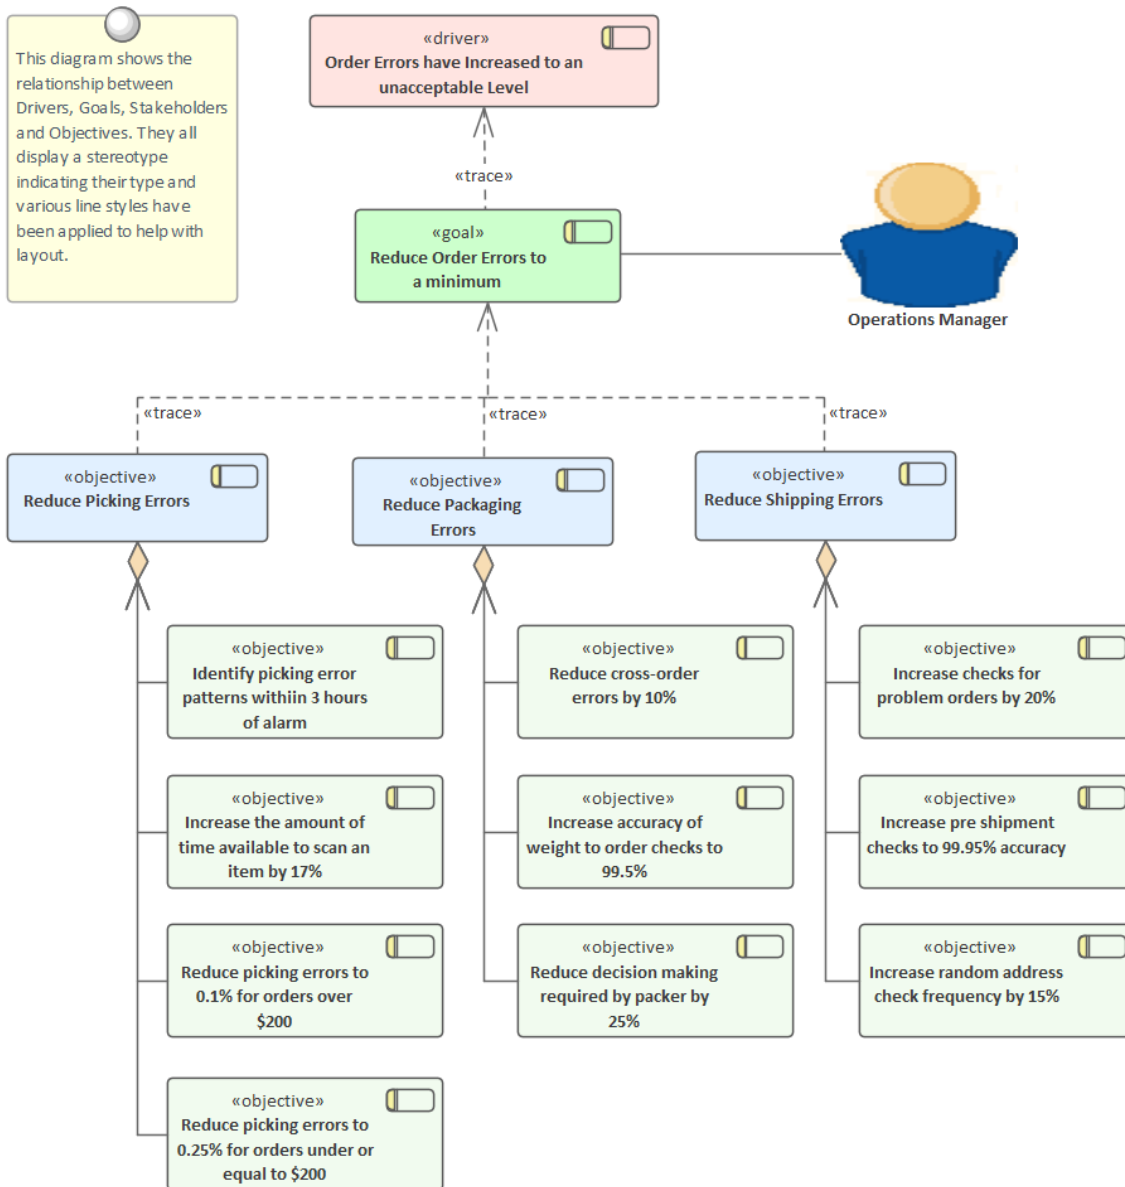 This diagram shows the
relationship between
Drivers, Goals, Stakeholders
and Objectives. They all
display a stereotype
indicating their type and
various line styles have
been applied to help with
layout.
«driver»
Order Errors have Increased to an
unacceptable Level
«trace»
«goal»
Reduce Order Errors to
a minimum
Operations Manager
«trace»
«trace»
«trace»
«objective»
Reduce Picking Errors
«objective»
Reduce Packaging
Errors
«objective»
Reduce Shipping Errors
«objective»
Identify picking error
patterns withiin 3 hours
of alarm
«objective»
Reduce cross-order
errors by 10%
«objective»
Increase checks for
problem orders by 20%
«objective»
Increase the amount of
time available to scan an
item by 17%
«objective»
Increase accuracy of
weight to order checks to
99.5%
«objective»
Increase pre shipment
checks to 99.95% accuracy
«objective»
Reduce picking errors to
0.1% for orders over
$200
«objective»
Reduce decision making
required by packer by
25%
«objective»
Increase random address
check frequency by 15%
«objective»
Reduce picking errors to
0.25% for orders under or
equal to $200